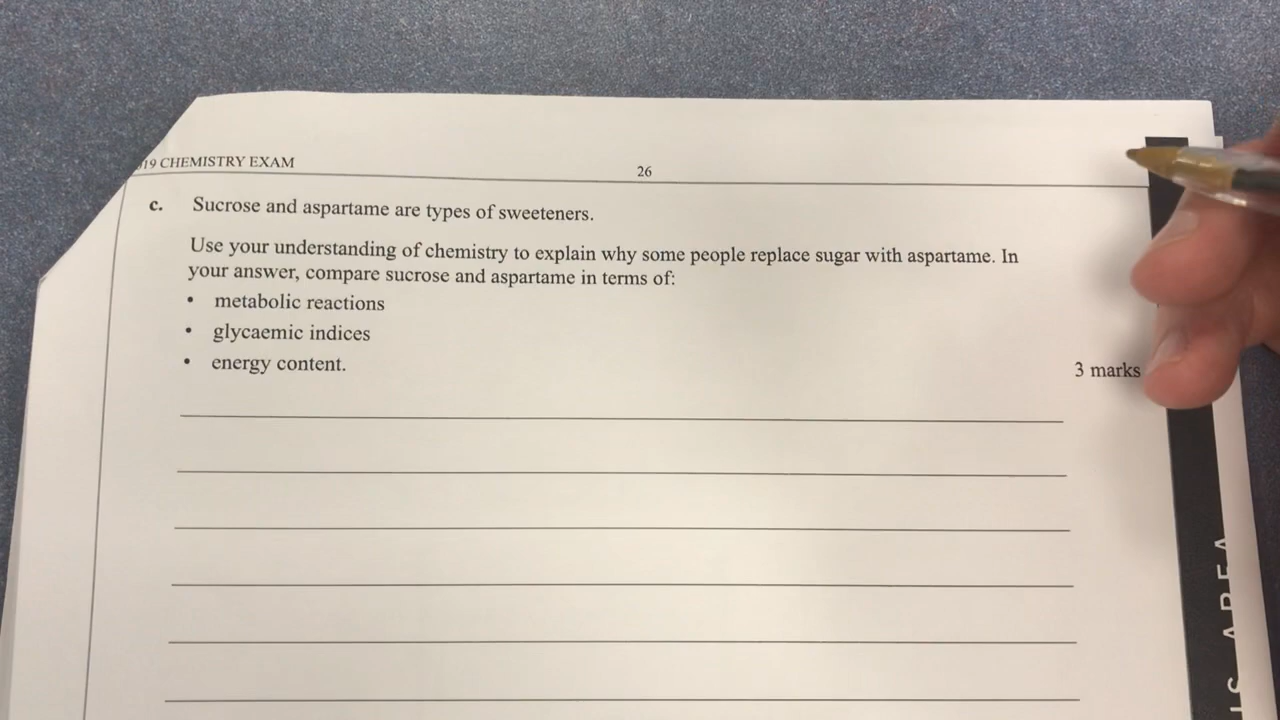 19 CHEMISTRY EXAM
26
c. Sucrose and aspartame are types of sweeteners.
Use your understanding of chemistry to explain why some people replace sugar with aspartame. In
your answer, compare sucrose and aspartame in terms of:
• metabolic reactions
• glycaemic indices
• energy content.
3 marks
AREA